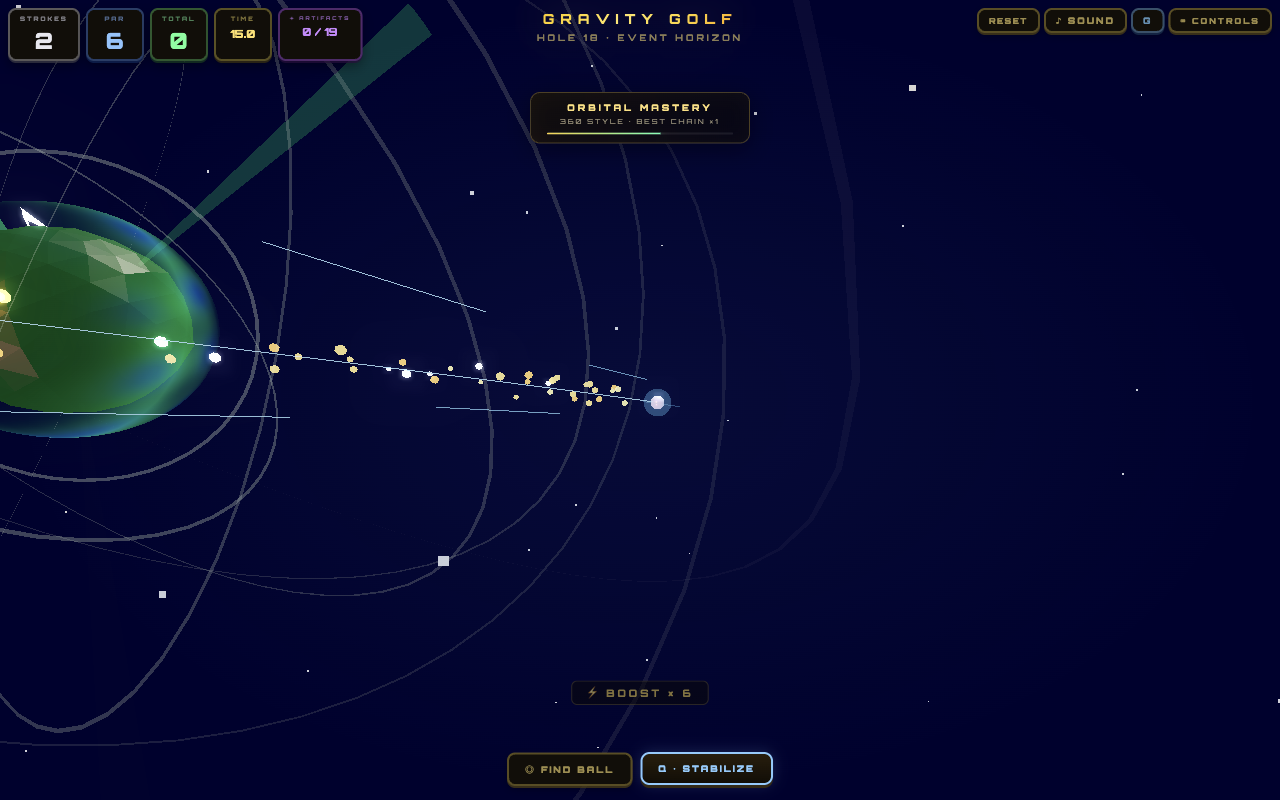 STROKES
2
PAR
6
TOTAL
0
TIME
15.0
✦ ARTIFACTS
0 / 19
GRAVITY GOLF
HOLE 18 · EVENT HORIZON
RESET
♪ SOUND
G
CONTROLS
ORBITAL MASTERY
360 STYLE · BEST CHAIN ×1
⚡ BOOST × 6
FIND BALL
Q · STABILIZE